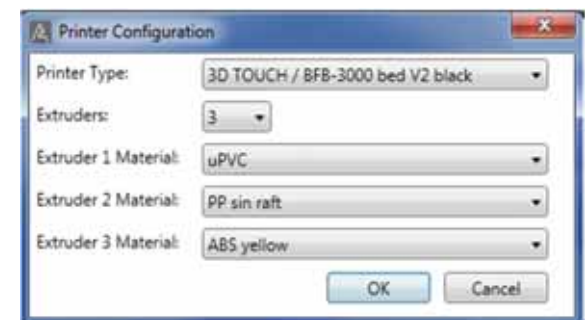 Printer Configuration
Printer Type: 3D TOUCH / BFB-3000 bed V2 black
Extruders: 3
Extruder 1 Material: uPVC
Extruder 2 Material: PP sin raft
Extruder 3 Material: ABS yellow
OK Cancel